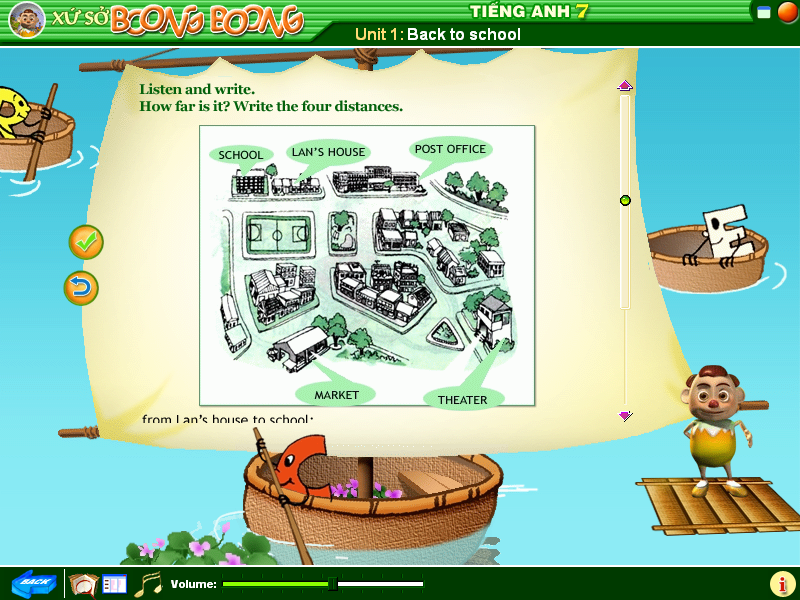 XỨ SỞ BOONG BOONG
TIẾNG ANH 7
Unit 1: Back to school
Listen and write.
How far is it? Write the four distances.
SCHOOL
LAN'S HOUSE
POST OFFICE
MARKET
THEATER
from Lan's house to school:
E
BACK
Volume:
i